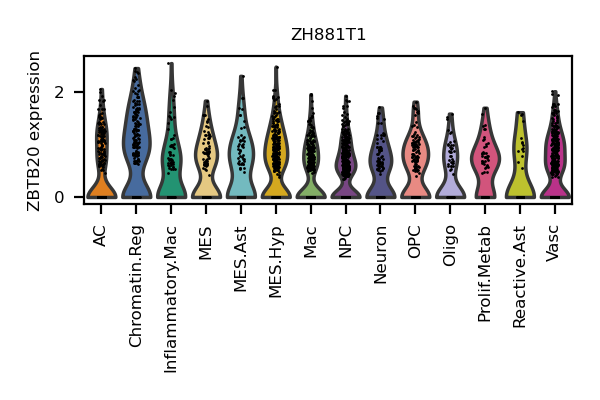 ZH881T1
ZBTB20 expression
2
0
AC
Chromatin.Reg
Inflammatory.Mac
MES
MES.Ast
MES.Hyp
Mac
NPC
Neuron
OPC
Oligo
Prolif.Metab
Reactive.Ast
Vasc